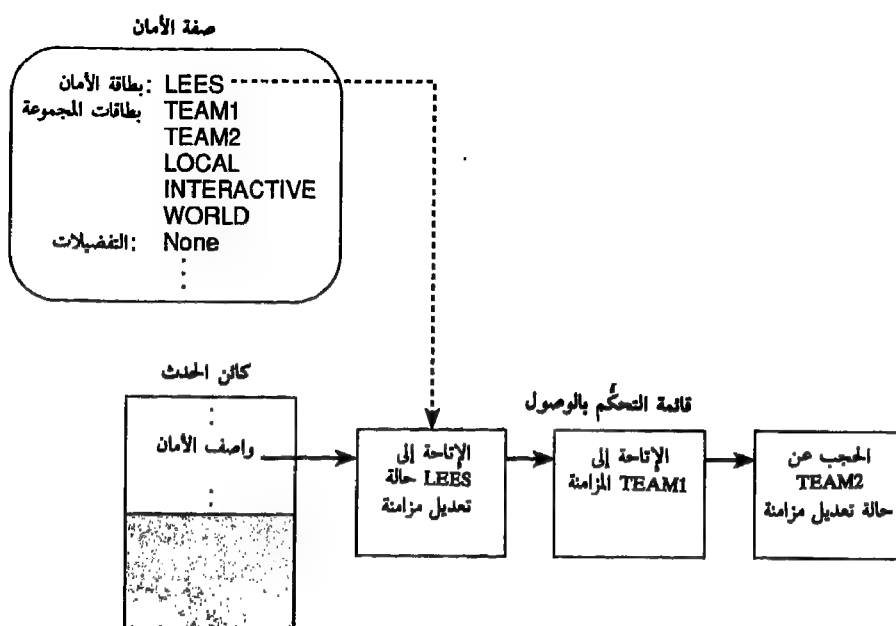 صفة الأمان
بطاقة الأمان: LEES
بطاقات المجموعة TEAM1
TEAM2
LOCAL
INTERACTIVE
WORLD
التفضيلات: None
كائن الحدث
واصف الأمان
قائمة التحكّم بالوصول
الإتاحة إلى
LEES حالة
تعديل مزامنة
الإتاحة إلى
TEAM1 المزامنة
الحجب عن
TEAM2
حالة تعديل مزامنة